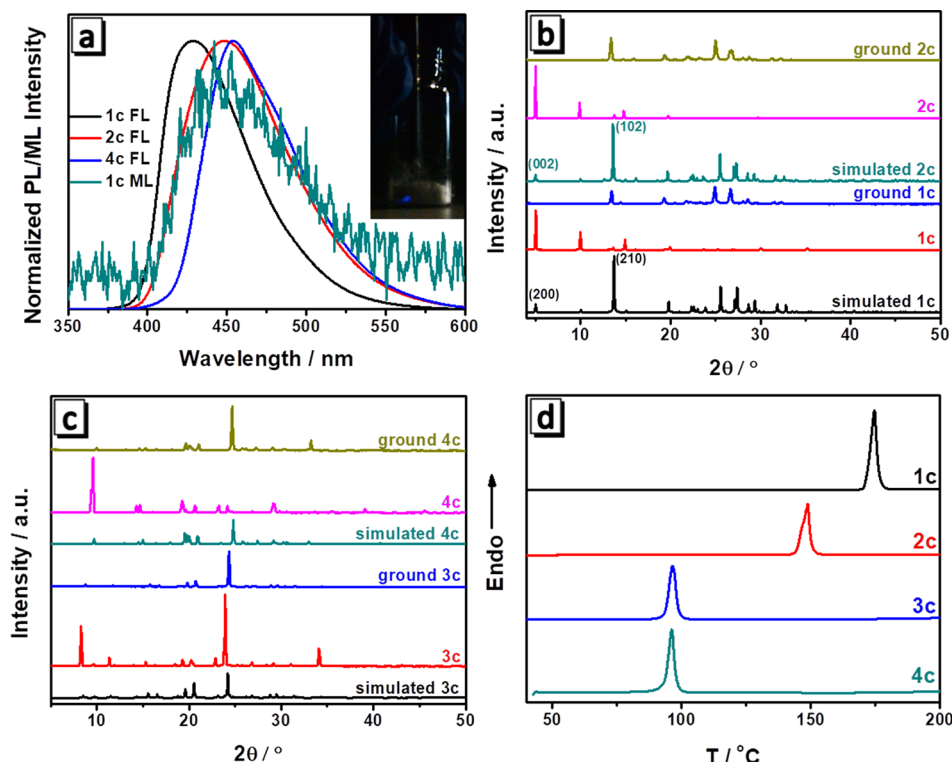 a
Normalized PL/ML Intensity
1c FL
2c FL
4c FL
1c ML
350 400 450 500 550 600
Wavelength / nm
b
Intensity / a.u.
ground 2c
2c
(102)
(002)
simulated 2c
ground 1c
1c
(210)
(200)
simulated 1c
10 20 30 40 50
2θ / °
c
Intensity / a.u.
ground 4c
4c
simulated 4c
ground 3c
3c
simulated 3c
10 20 30 40 50
2θ / °
d
Endo
1c
2c
3c
4c
50 100 150 200
T / °C